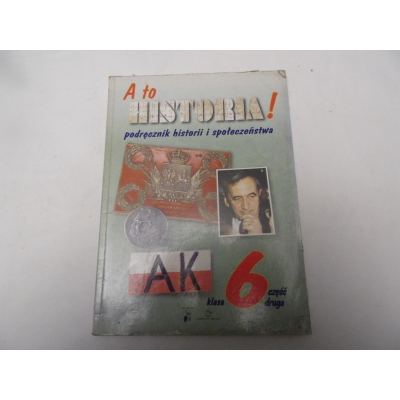 A to
HISTORIA!
podręcznik historii i społeczeństwa
AK
klasa 6 część
druga